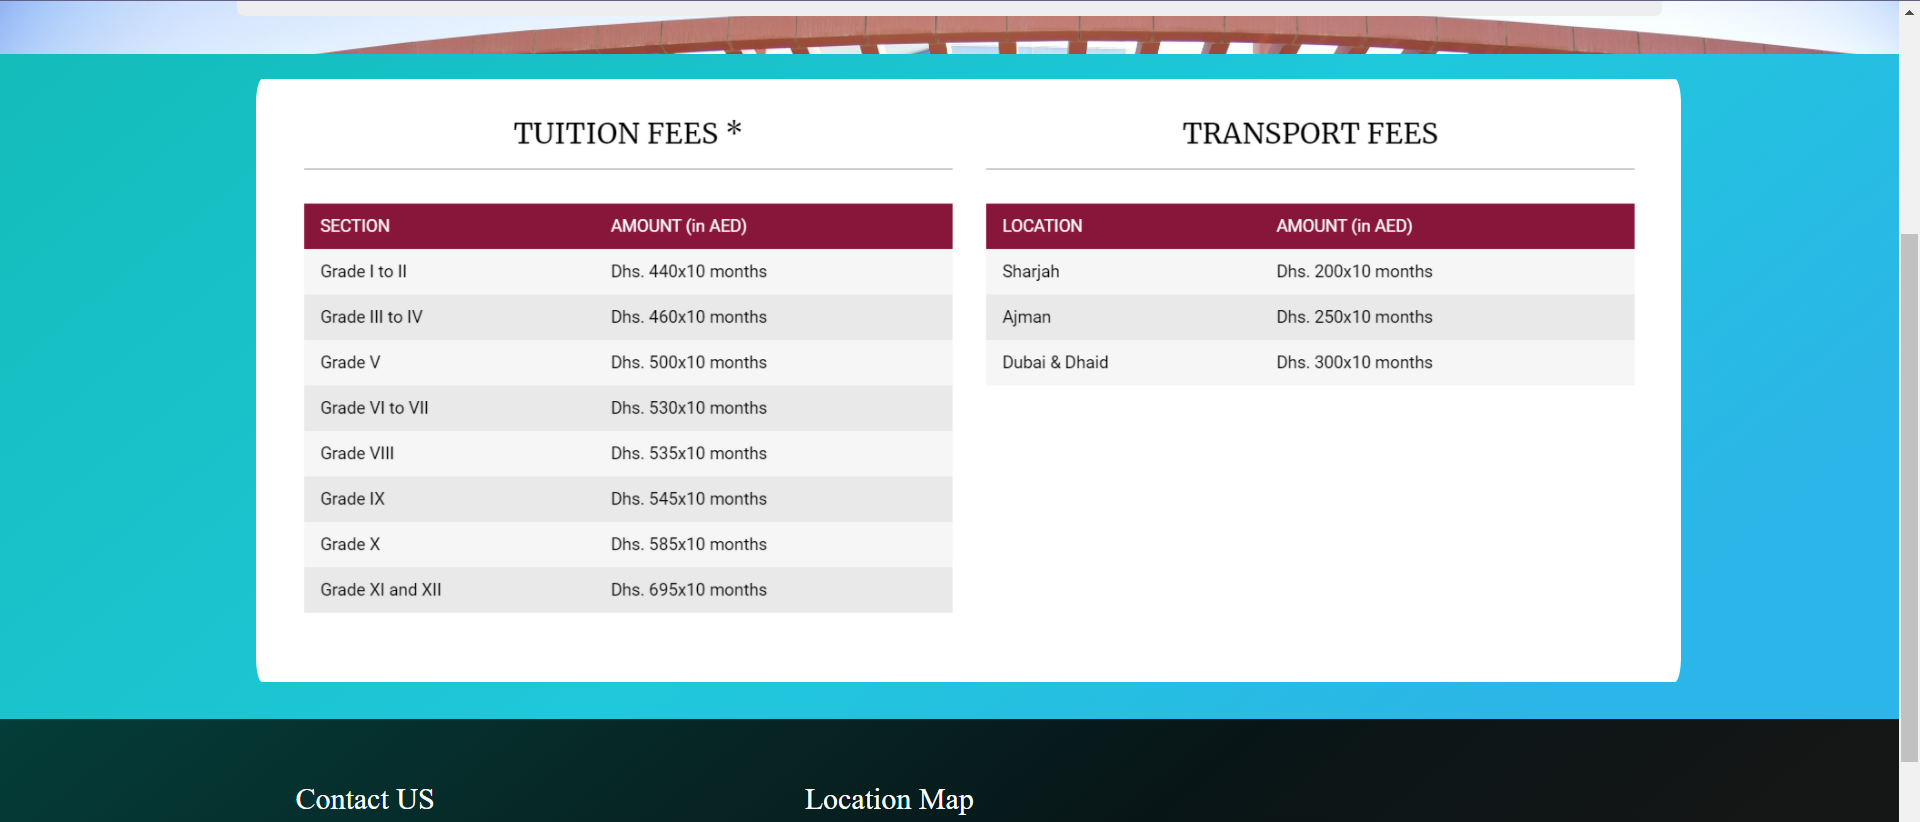 TUITION FEES *
SECTION AMOUNT (in AED)
Grade I to II Dhs. 440x10 months
Grade III to IV Dhs. 460x10 months
Grade V Dhs. 500x10 months
Grade VI to VII Dhs. 530x10 months
Grade VIII Dhs. 535x10 months
Grade IX Dhs. 545x10 months
Grade X Dhs. 585x10 months
Grade XI and XII Dhs. 695x10 months
TRANSPORT FEES
LOCATION AMOUNT (in AED)
Sharjah Dhs. 200x10 months
Ajman Dhs. 250x10 months
Dubai & Dhaid Dhs. 300x10 months
Contact US
Location Map